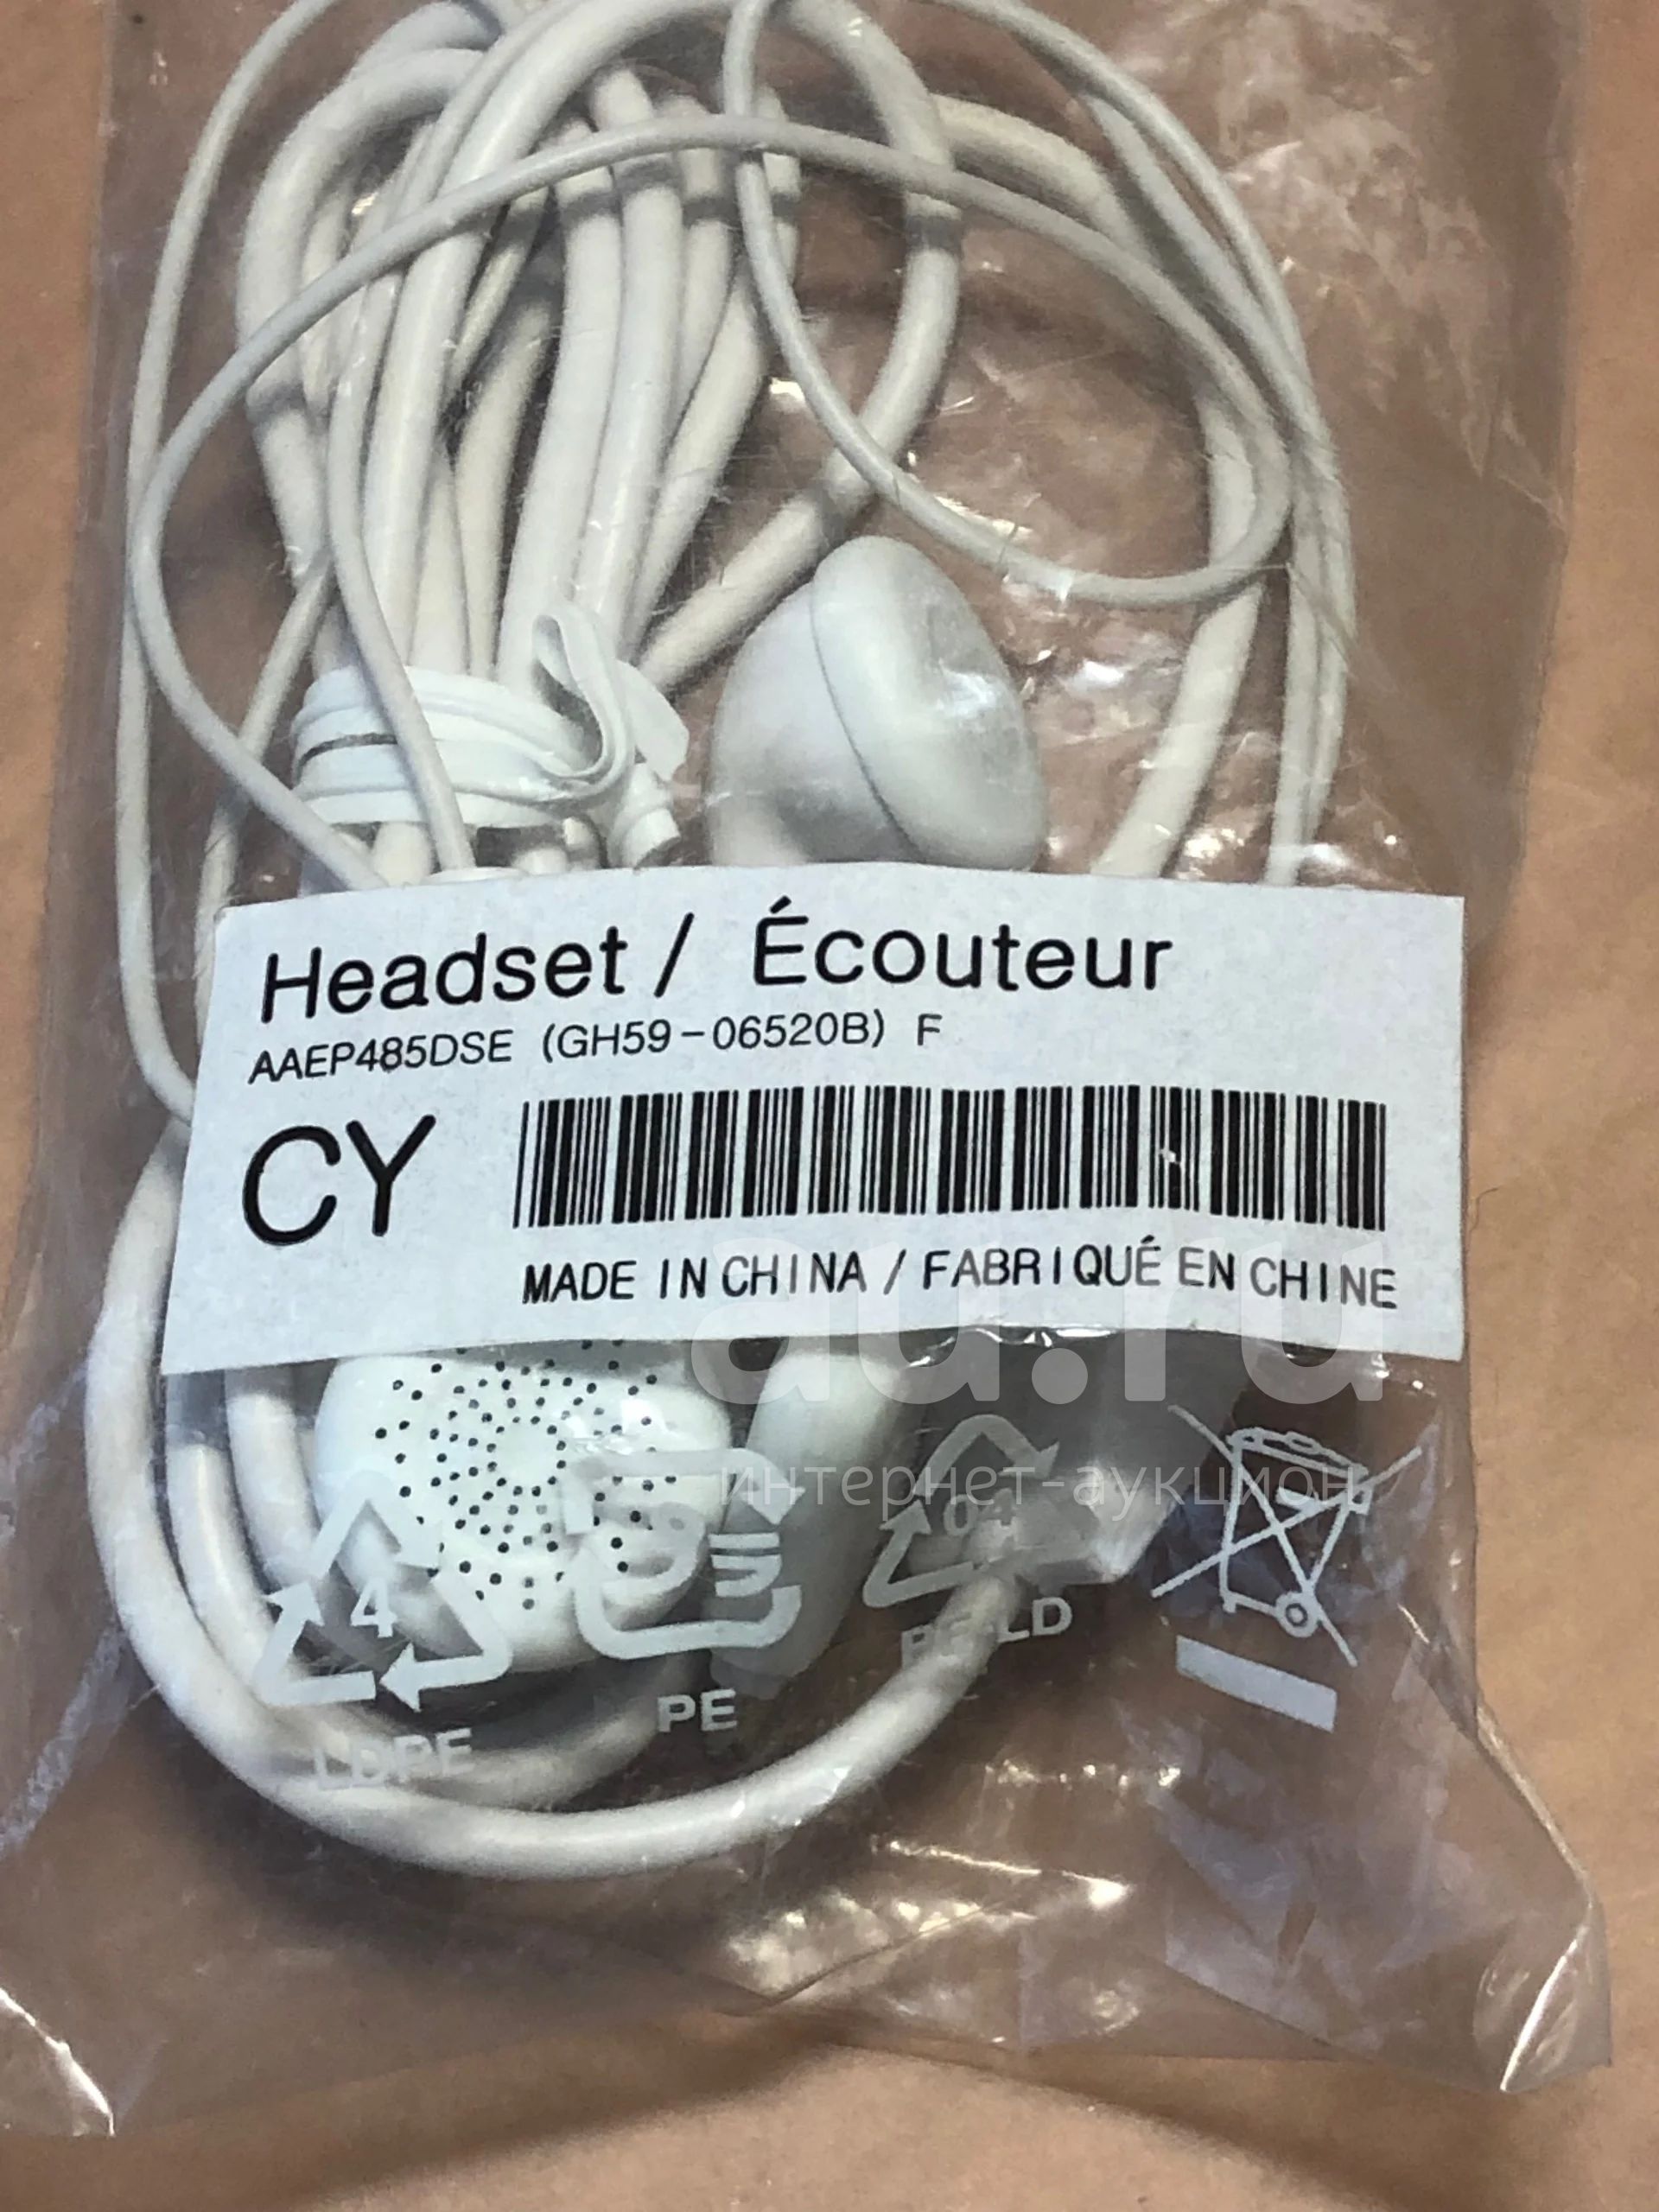 Headset / Écouteur
AAEP485DSE (GH59-06520B) F
CY
MADE IN CHINA / FABRIQUÉ EN CHINE
au.ru
интернет-аукцион
4
LDPE
PE
04
PE-LD